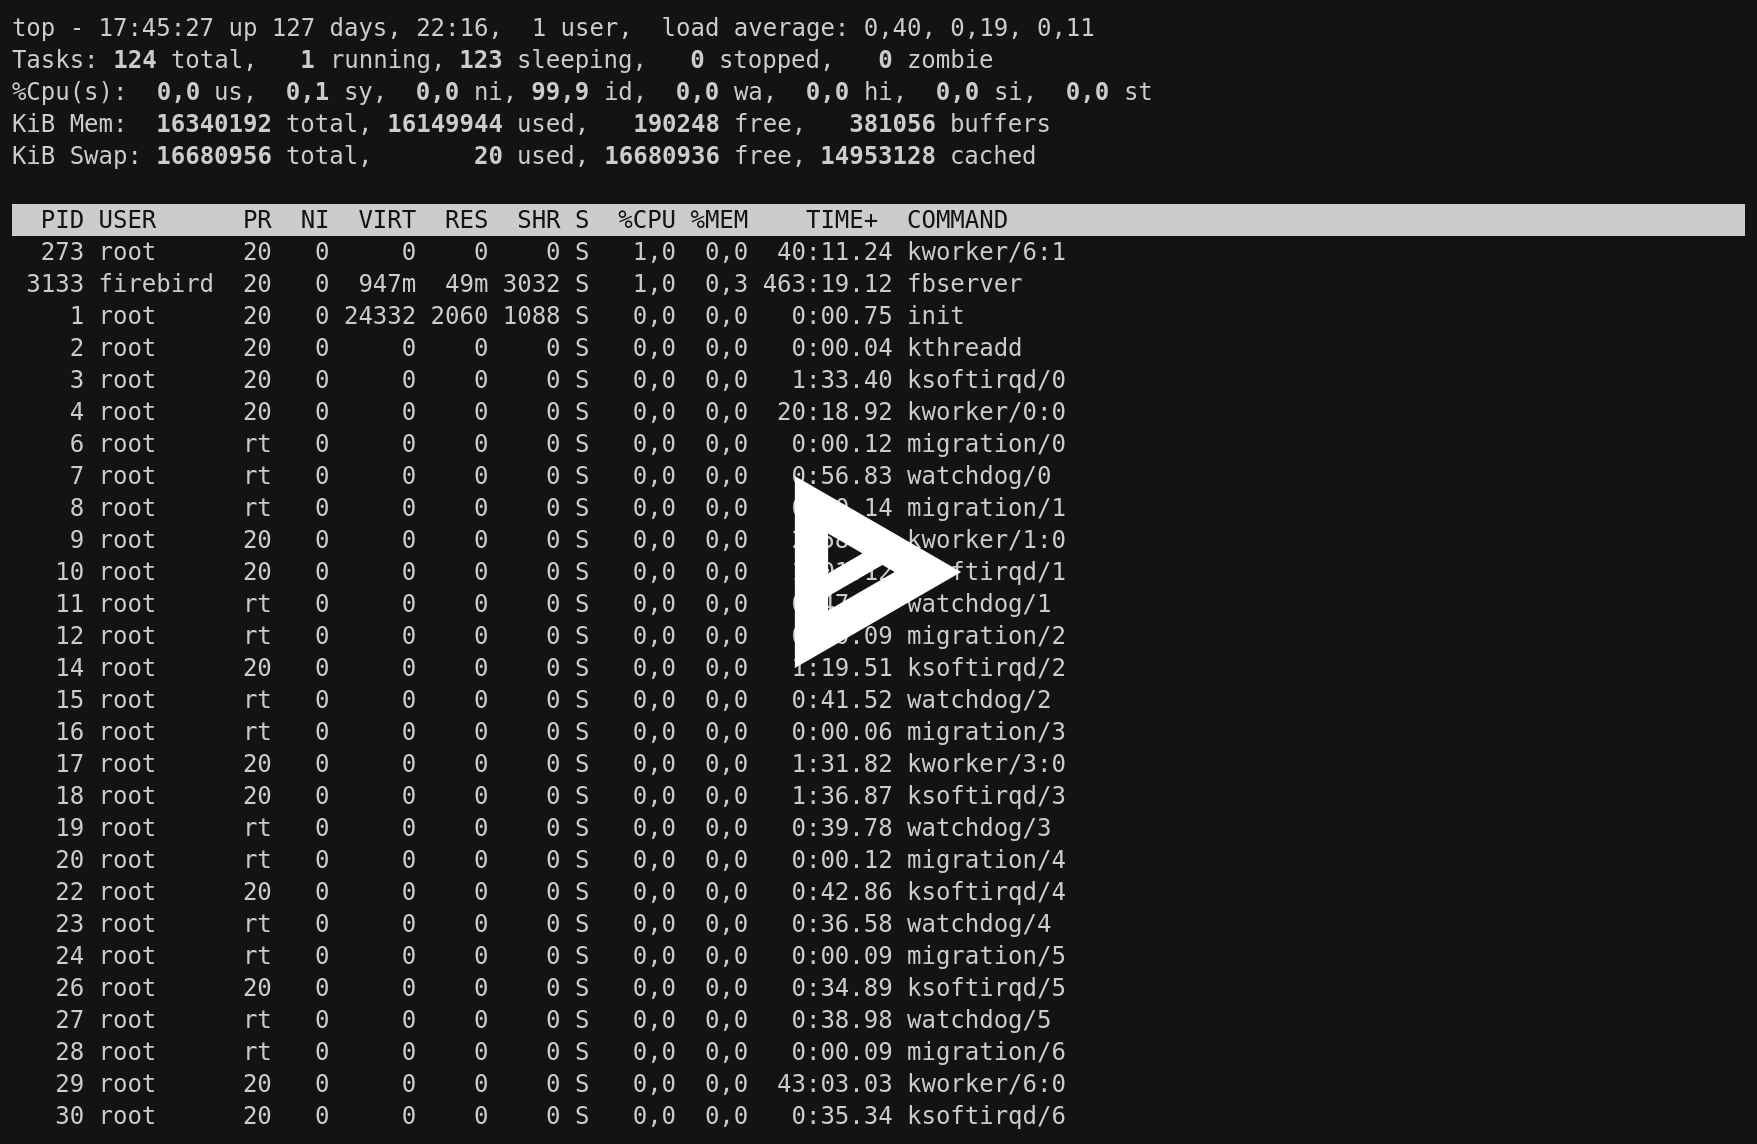 top - 17:45:27 up 127 days, 22:16,  1 user,  load average: 0,40, 0,19, 0,11
Tasks: 124 total,   1 running, 123 sleeping,   0 stopped,   0 zombie
%Cpu(s):  0,0 us,  0,1 sy,  0,0 ni, 99,9 id,  0,0 wa,  0,0 hi,  0,0 si,  0,0 st
KiB Mem:  16340192 total, 16149944 used,   190248 free,   381056 buffers
KiB Swap: 16680956 total,       20 used, 16680936 free, 14953128 cached
  PID USER      PR  NI  VIRT  RES  SHR S  %CPU %MEM    TIME+  COMMAND
  273 root      20   0     0    0    0 S   1,0  0,0  40:11.24 kworker/6:1
 3133 firebird  20   0  947m  49m 3032 S   1,0  0,3 463:19.12 fbserver
    1 root      20   0 24332 2060 1088 S   0,0  0,0   0:00.75 init
    2 root      20   0     0    0    0 S   0,0  0,0   0:00.04 kthreadd
    3 root      20   0     0    0    0 S   0,0  0,0   1:33.40 ksoftirqd/0
    4 root      20   0     0    0    0 S   0,0  0,0  20:18.92 kworker/0:0
    6 root      rt   0     0    0    0 S   0,0  0,0   0:00.12 migration/0
    7 root      rt   0     0    0    0 S   0,0  0,0   0:56.83 watchdog/0
    8 root      rt   0     0    0    0 S   0,0  0,0 migration/1
    9 root      20   0     0    0    0 S   0,0  0,0 kworker/1:0
   10 root      20   0     0    0    0 S   0,0  0,0
   11 root      rt   0     0    0    0 S   0,0  0,0 watchdog/1
   12 root      rt   0     0    0    0 S   0,0  0,0 migration/2
   14 root      20   0     0    0    0 S   0,0  0,0   1:19.51 ksoftirqd/2
   15 root      rt   0     0    0    0 S   0,0  0,0   0:41.52 watchdog/2
   16 root      rt   0     0    0    0 S   0,0  0,0   0:00.06 migration/3
   17 root      20   0     0    0    0 S   0,0  0,0   1:31.82 kworker/3:0
   18 root      20   0     0    0    0 S   0,0  0,0   1:36.87 ksoftirqd/3
   19 root      rt   0     0    0    0 S   0,0  0,0   0:39.78 watchdog/3
   20 root      rt   0     0    0    0 S   0,0  0,0   0:00.12 migration/4
   22 root      20   0     0    0    0 S   0,0  0,0   0:42.86 ksoftirqd/4
   23 root      rt   0     0    0    0 S   0,0  0,0   0:36.58 watchdog/4
   24 root      rt   0     0    0    0 S   0,0  0,0   0:00.09 migration/5
   26 root      20   0     0    0    0 S   0,0  0,0   0:34.89 ksoftirqd/5
   27 root      rt   0     0    0    0 S   0,0  0,0   0:38.98 watchdog/5
   28 root      rt   0     0    0    0 S   0,0  0,0   0:00.09 migration/6
   29 root      20   0     0    0    0 S   0,0  0,0  43:03.03 kworker/6:0
   30 root      20   0     0    0    0 S   0,0  0,0   0:35.34 ksoftirqd/6